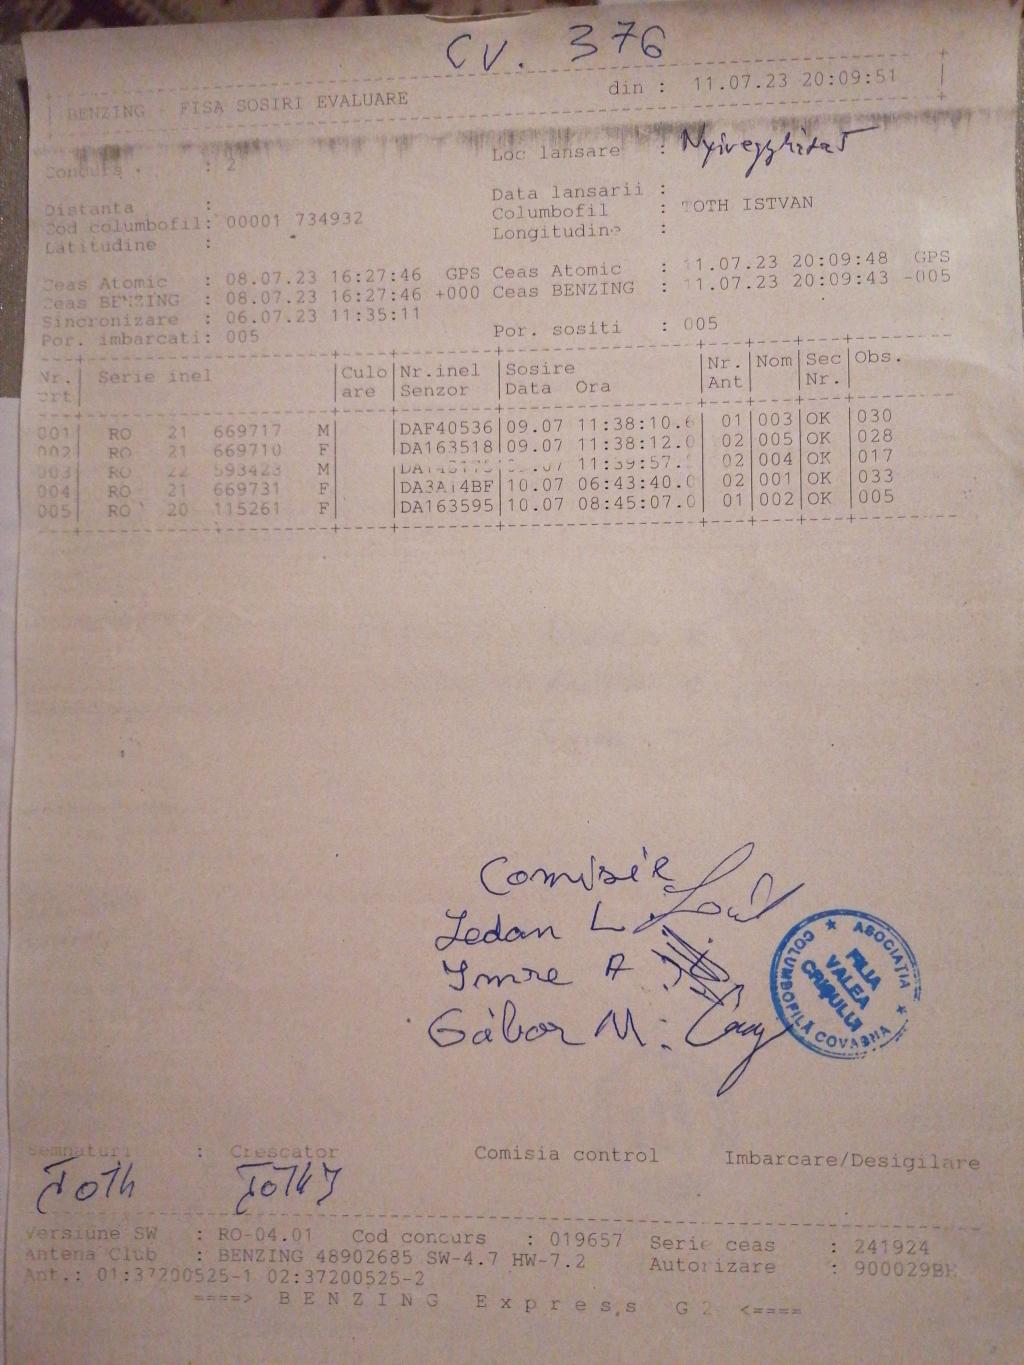 CV. 376
BENZING - FISA SOSIRI EVALUARE din : 11.07.23 20:09:51
Concurs : 2 Loc lansare :
Distanta : Data lansarii :
Cod columbofil: 00001 734932 Columbofil : TOTH ISTVAN
Latitudine : Longitudine :
Ceas Atomic : 08.07.23 16:27:46 GPS Ceas Atomic : 11.07.23 20:09:48 GPS
Ceas BENZING : 08.07.23 16:27:46 +000 Ceas BENZING : 11.07.23 20:09:43 -005
Sincronizare : 06.07.23 11:35:11
Por. imbarcati: 005 Por. sositi : 005
Nr. Serie inel Culo Nr.inel Sosire Nr. Nom Sec Obs.
crt are Senzor Data Ora Ant Nr.
001 RO 21 669717 M DAF40536 09.07 11:38:10.6 01 003 OK 030
002 RO 21 669710 F DA163518 09.07 11:38:12.0 02 005 OK 028
003 RO 22 593423 M 11:39:57. 02 004 OK 017
004 RO 21 669731 F DA3A14BF 10.07 06:43:40.0 02 001 OK 033
005 RO 20 115261 F DA163595 10.07 08:45:07.0 01 002 OK 005
Comisie
L
Imre A
Gábor M:
ASOCIAȚIA COLUMBOFILĂ COVASNA
FILIA
VALEA
CRIȘULUI
Semnaturi : Crescator Comisia control Imbarcare/Desigilare
Toth Toth I
Versiune SW : RO-04.01 Cod concurs : 019657 Serie ceas : 241924
Antena Club : BENZING 48902685 SW-4.7 HW-7.2 Autorizare : 900029BE
Ant.: 01:37200525-1 02:37200525-2
====> BENZING Express G2 <====